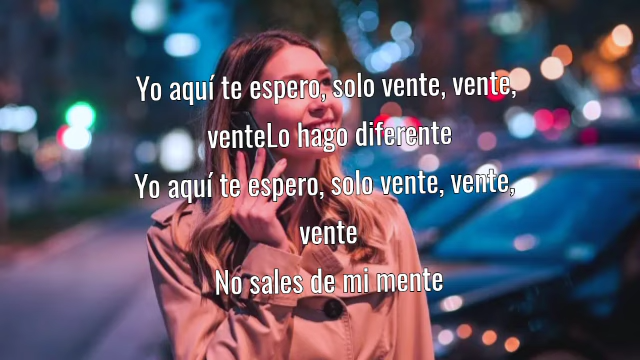 Yo aquí te espero, solo vente, vente,
venteLo hago diferente
Yo aquí te espero, solo vente, vente,
vente
No sales de mi mente